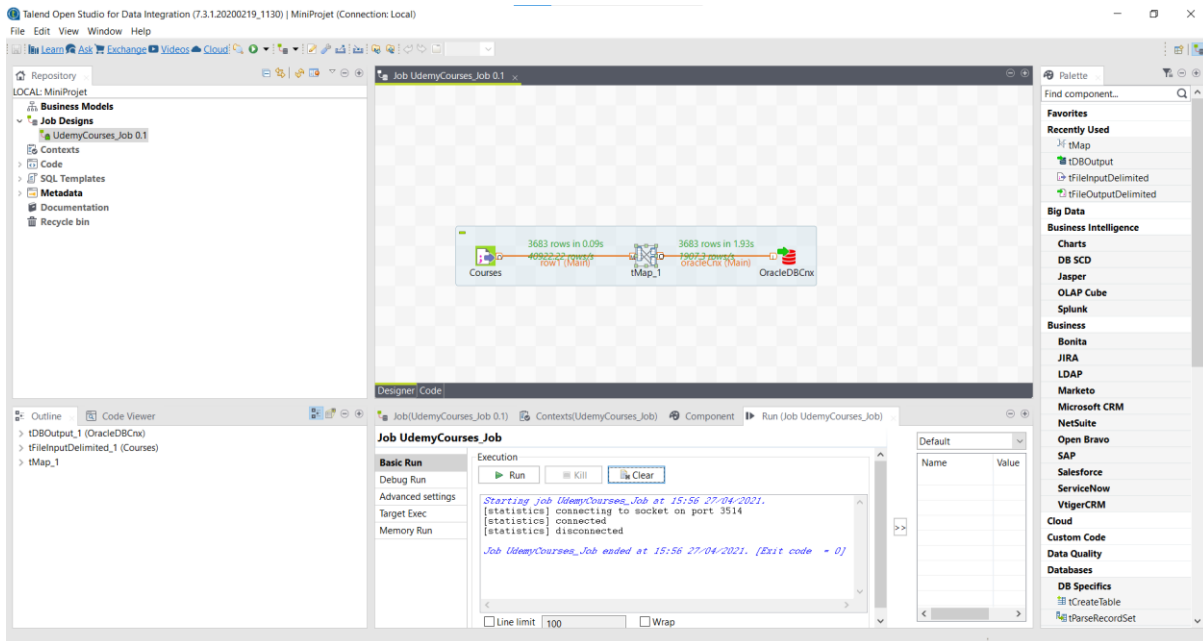 Talend Open Studio for Data Integration (7.3.1.20200219_1130) | MiniProjet (Connection: Local)
File Edit View Window Help
Learn Ask Exchange Videos Cloud
Repository
LOCAL: MiniProjet
Business Models
Job Designs
UdemyCourses_Job 0.1
Contexts
Code
SQL Templates
Metadata
Documentation
Recycle bin
Job UdemyCourses_Job 0.1
3683 rows in 0.09s
40922.22 rows/s
row1 (Main)
3683 rows in 1.93s
1907.3 rows/s
oracleCnx (Main)
Courses
tMap_1
OracleDBCnx
Designer Code
Palette
Find component...
Favorites
Recently Used
tMap
tDBOutput
tFileInputDelimited
tFileOutputDelimited
Big Data
Business Intelligence
Charts
DB SCD
Jasper
OLAP Cube
Splunk
Business
Bonita
JIRA
LDAP
Marketo
Microsoft CRM
NetSuite
Open Bravo
SAP
Salesforce
ServiceNow
VtigerCRM
Cloud
Custom Code
Data Quality
Databases
DB Specifics
tCreateTable
tParseRecordSet
Outline Code Viewer
tDBOutput_1 (OracleDBCnx)
tFileInputDelimited_1 (Courses)
tMap_1
Job(UdemyCourses_Job 0.1) Contexts(UdemyCourses_Job) Component Run (Job UdemyCourses_Job)
Job UdemyCourses_Job
Basic Run
Debug Run
Advanced settings
Target Exec
Memory Run
Execution
Run Kill Clear
Starting job UdemyCourses_Job at 15:56 27/04/2021.
[statistics] connecting to socket on port 3514
[statistics] connected
[statistics] disconnected
Job UdemyCourses_Job ended at 15:56 27/04/2021. [Exit code = 0]
Line limit 100 Wrap
>>
Default
Name Value